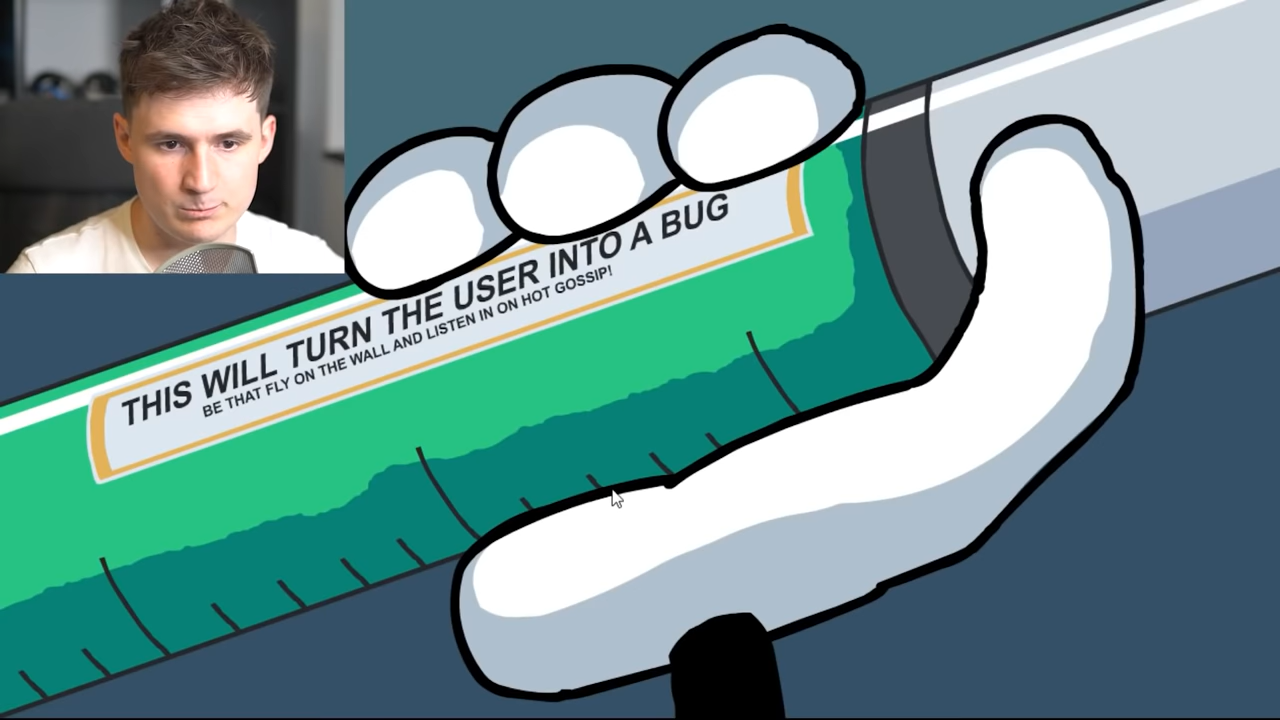 THIS WILL TURN THE USER INTO A BUG
BE THAT FLY ON THE WALL AND LISTEN IN ON HOT GOSSIP!